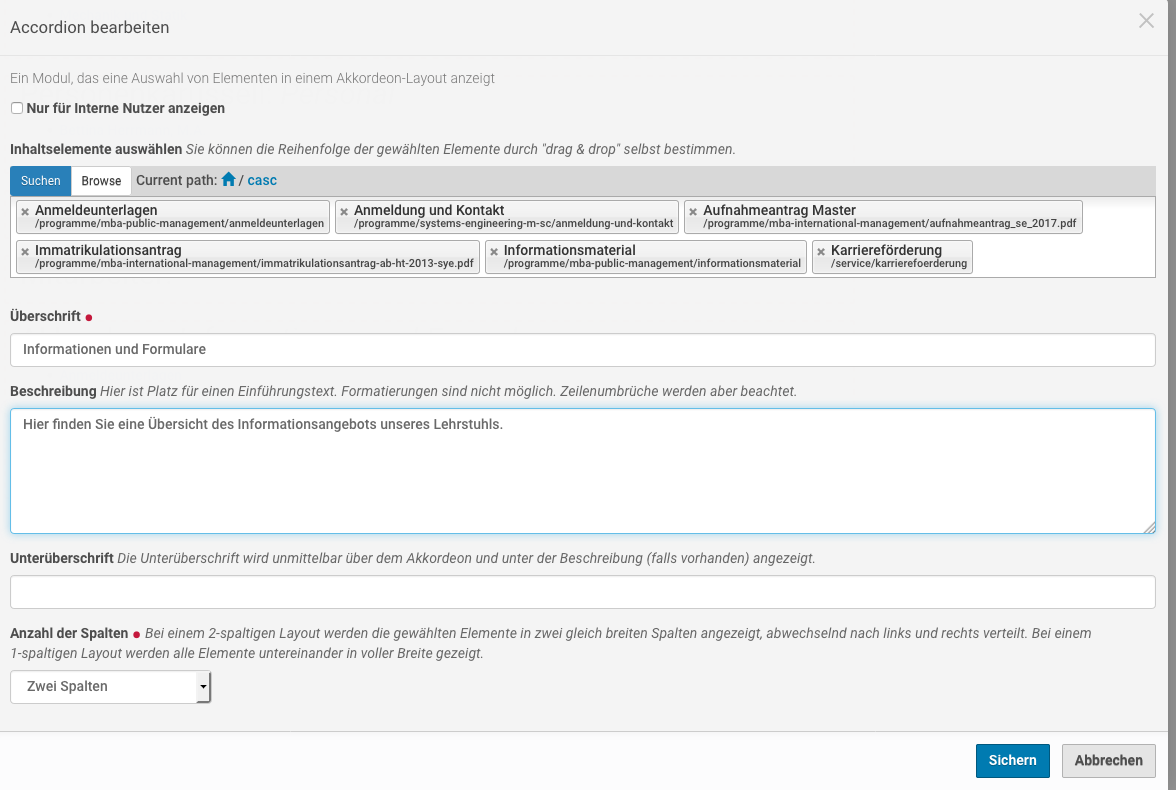 Accordion bearbeiten
Ein Modul, das eine Auswahl von Elementen in einem Akkordeon-Layout anzeigt
Nur für Interne Nutzer anzeigen
Inhaltselemente auswählen Sie können die Reihenfolge der gewählten Elemente durch "drag & drop" selbst bestimmen.
Suchen Browse Current path: / casc
Anmeldeunterlagen Anmeldung und Kontakt Aufnahmeantrag Master
/programme/mba-public-management/anmeldeunterlagen /programme/systems-engineering-m-sc/anmeldung-und-kontakt /programme/mba-international-management/aufnahmeantrag_se_2017.pdf
Immatrikulationsantrag Informationsmaterial Karriereförderung
/programme/mba-international-management/immatrikulationsantrag-ab-ht-2013-sye.pdf /programme/mba-public-management/informationsmaterial /service/karrierefoerderung
Überschrift
Informationen und Formulare
Beschreibung Hier ist Platz für einen Einführungstext. Formatierungen sind nicht möglich. Zeilenumbrüche werden aber beachtet.
Hier finden Sie eine Übersicht des Informationsangebots unseres Lehrstuhls.
Unterüberschrift Die Unterüberschrift wird unmittelbar über dem Akkordeon und unter der Beschreibung (falls vorhanden) angezeigt.
Anzahl der Spalten Bei einem 2-spaltigen Layout werden die gewählten Elemente in zwei gleich breiten Spalten angezeigt, abwechselnd nach links und rechts verteilt. Bei einem
1-spaltigen Layout werden alle Elemente untereinander in voller Breite gezeigt.
Zwei Spalten
Sichern Abbrechen